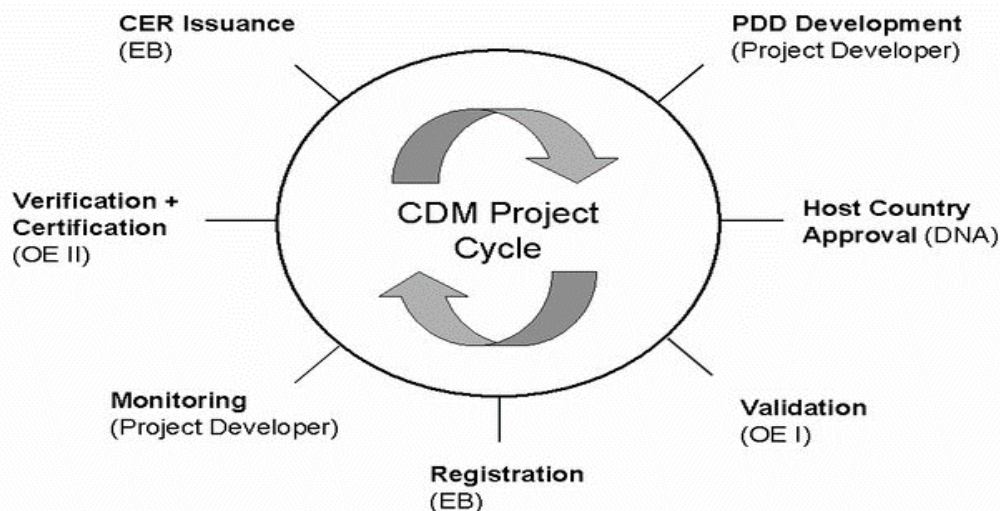 CER Issuance
(EB)
PDD Development
(Project Developer)
Verification +
Certification
(OE II)
CDM Project
Cycle
Host Country
Approval (DNA)
Monitoring
(Project Developer)
Validation
(OE I)
Registration
(EB)